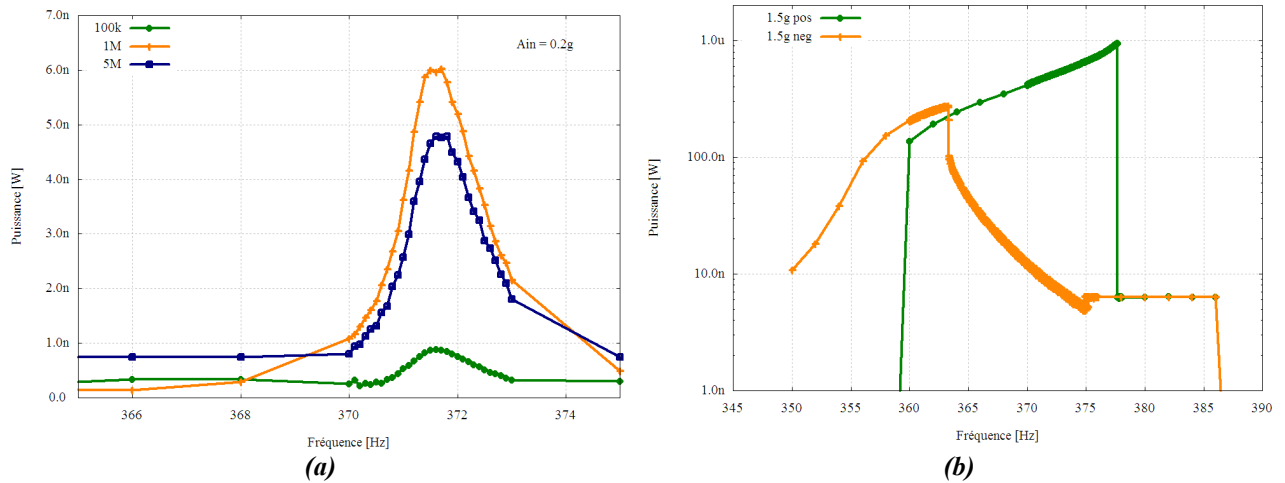 7.0n
6.0n
5.0n
4.0n
3.0n
2.0n
1.0n
0.0
100k
1M
5M
Ain = 0.2g
Puissance [W]
366
368
370
372
374
Fréquence [Hz]
(a)
1.5g pos
1.5g neg
1.0u
100.0n
10.0n
1.0n
Puissance [W]
345
350
355
360
365
370
375
380
385
390
Fréquence [Hz]
(b)